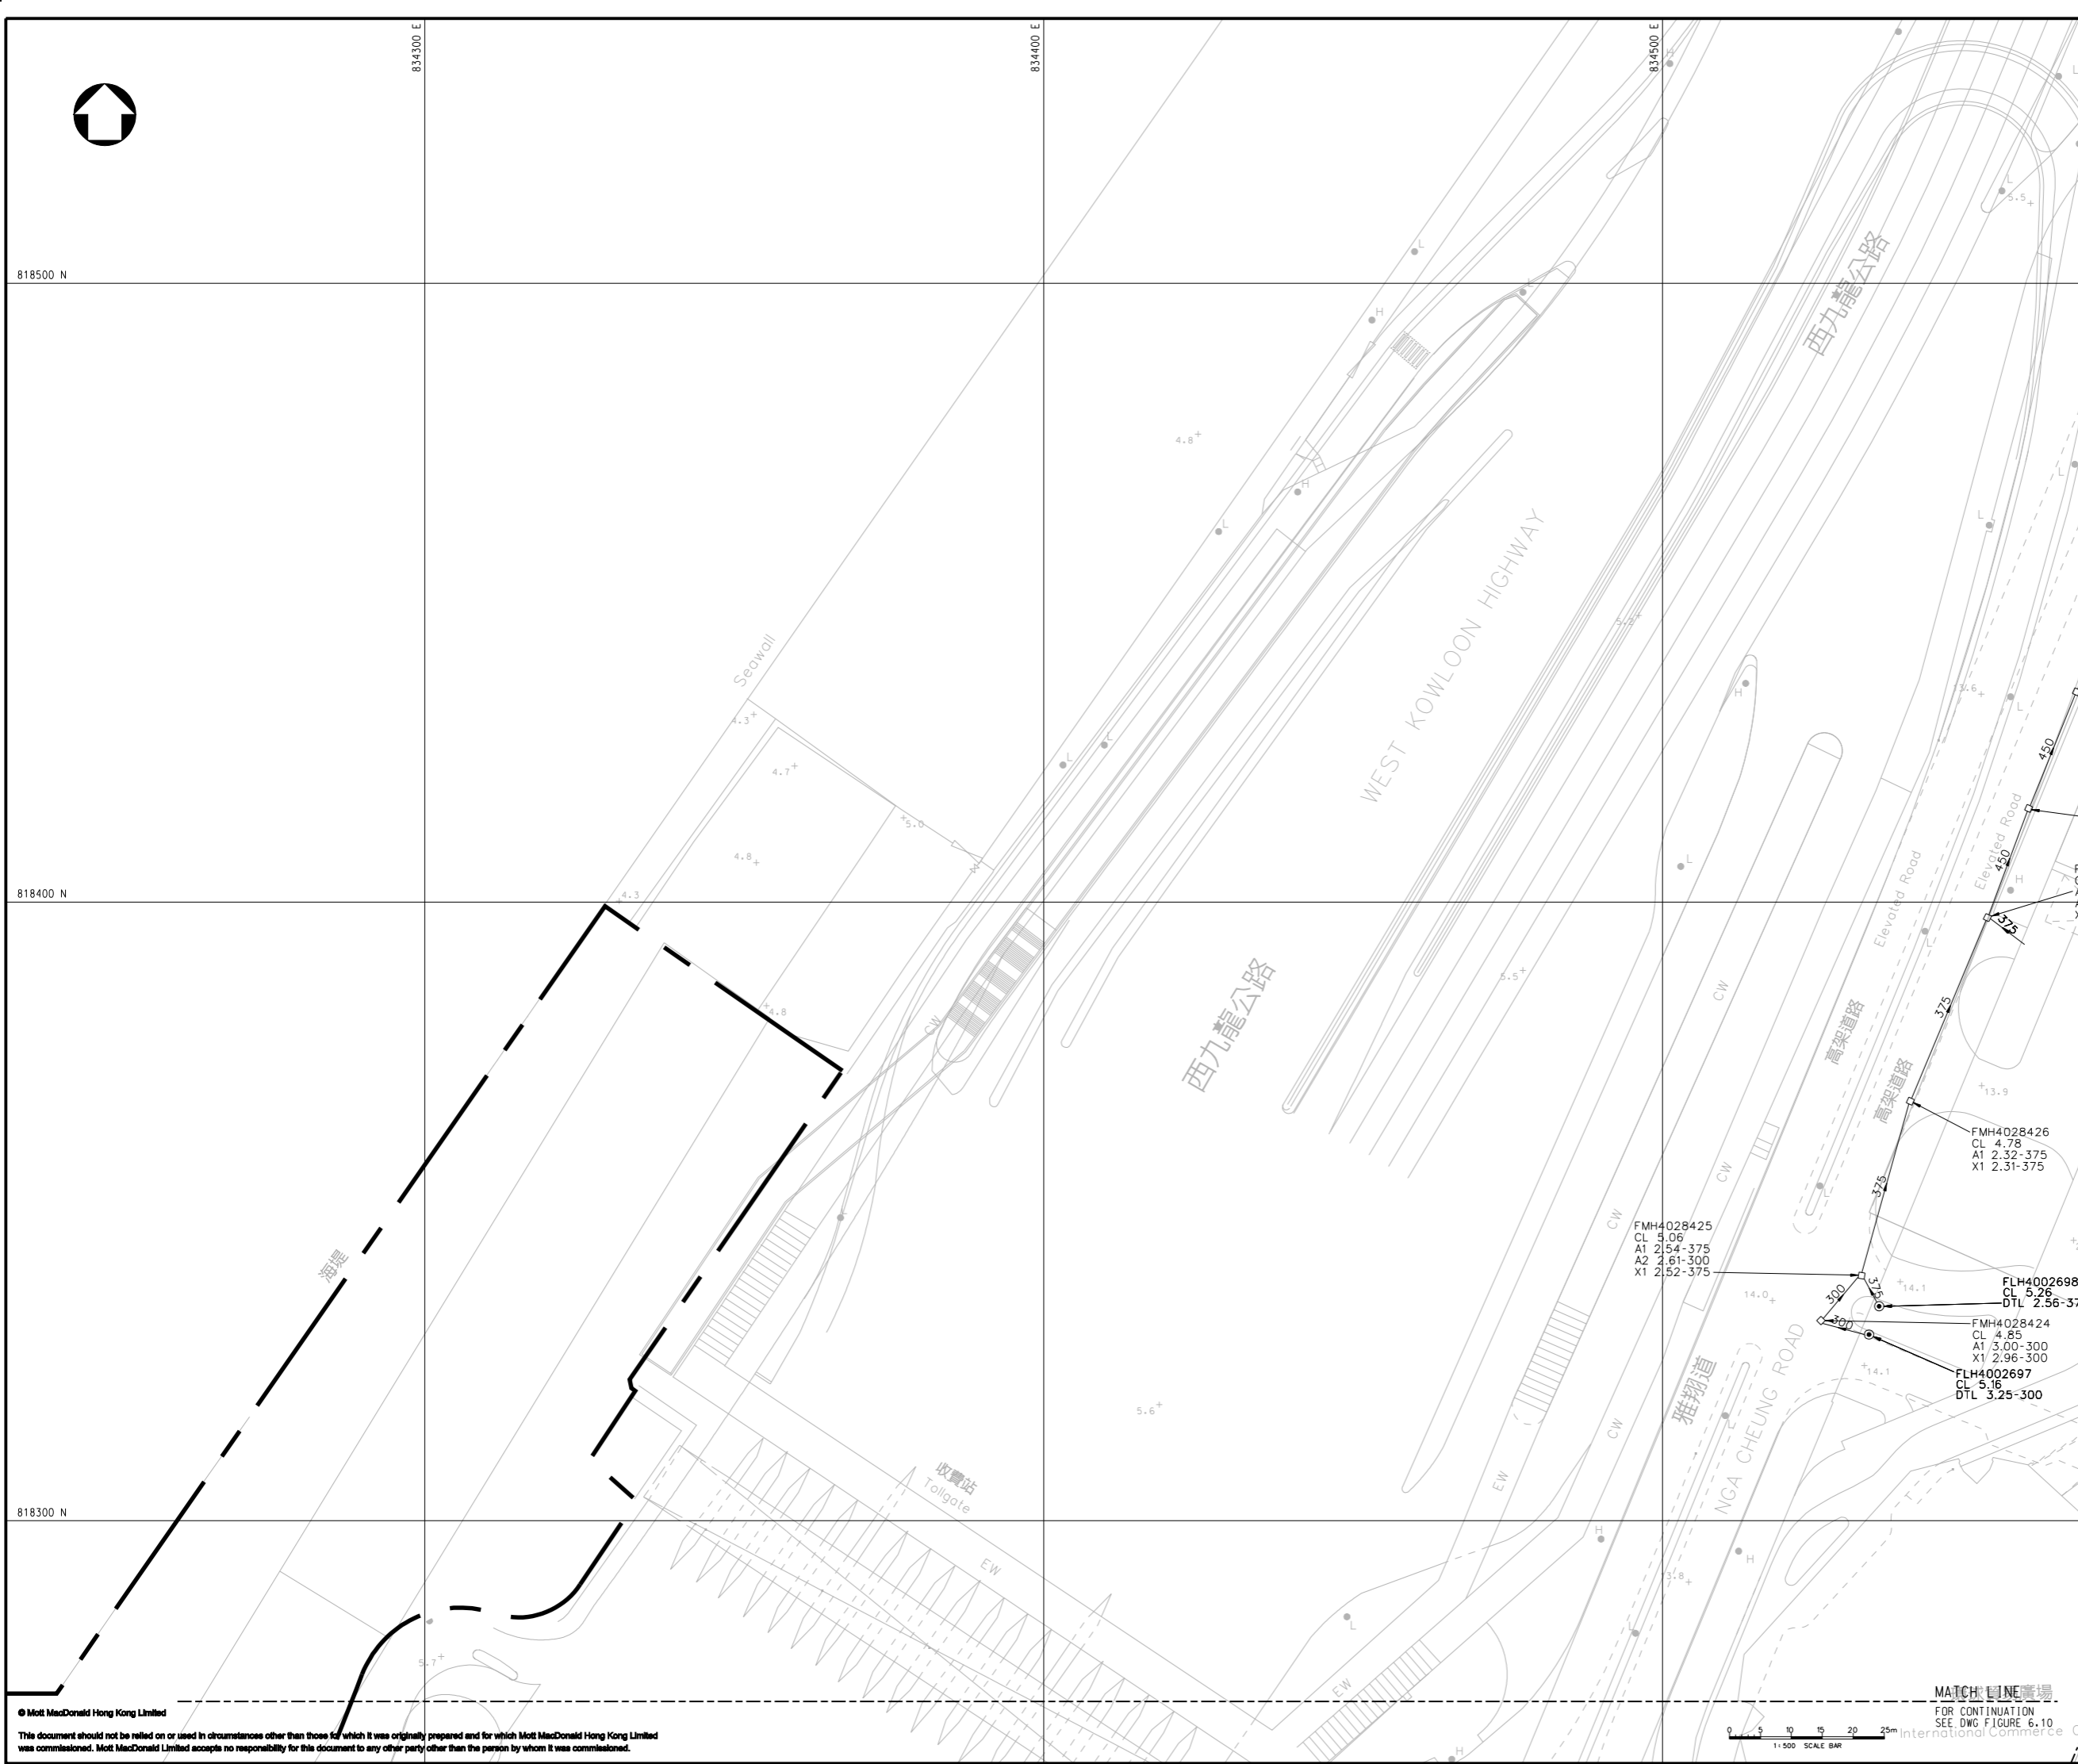 834300 E
834400 E
834500 E
H
L
L
5.5
818500 N
西九龍公路
L
H
L
4.8
H
L
L
WEST KOWLOON HIGHWAY
5.2
L
Seawall
H
13.6
L
4.3
L
L
4.7
450
5.0
Elevated Road
4.8
L
Elevated Road
450
H
818400 N
4.3
375
L
西九龍公路
5.5
CW
4.8
CW
375
高架道路
高架道路
13.9
FMH4028426
CL 4.78
A1 2.32-375
X1 2.31-375
CW
375
L
FMH4028425
CL 5.06
A1 2.54-375
A2 2.61-300
X1 2.52-375
CW
海堤
14.0
300
375
14.1
FLH4002698
CL 5.26
DTL 2.56-37
300
FMH4028424
CL 4.85
A1 3.00-300
X1 2.96-300
14.1
FLH4002697
CL 5.16
DTL 3.25-300
雅翔道
NGA CHEUNG ROAD
5.6
L
CW
收費站
Tollgate
EW
T
818300 N
H
H
EW
3.8
L
L
5.7
EW
MATCH LINE
FOR CONTINUATION
SEE DWG FIGURE 6.10
International Commerce C
0 5 10 15 20 25m
1:500 SCALE BAR
H
© Mott MacDonald Hong Kong Limited
This document should not be relied on or used in circumstances other than those for which it was originally prepared and for which Mott MacDonald Hong Kong Limited
was commissioned. Mott MacDonald Limited accepts no responsibility for this document to any other party other than the person by whom it was commissioned.